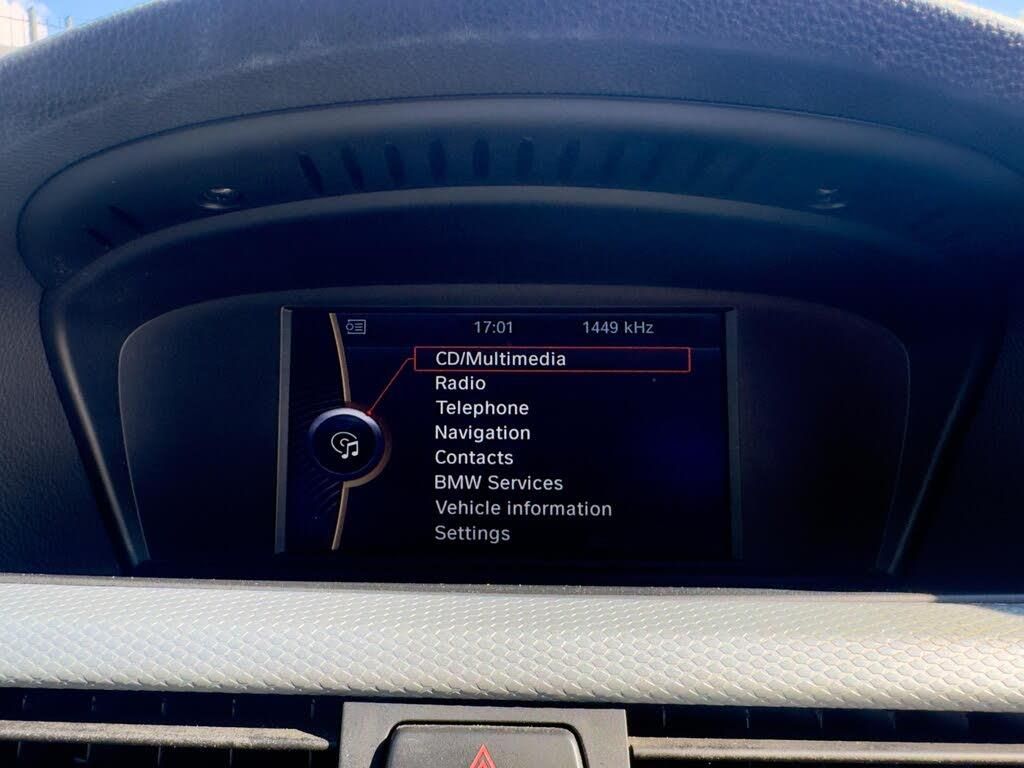 17:01 1449 kHz
CD/Multimedia
Radio
Telephone
Navigation
Contacts
BMW Services
Vehicle information
Settings